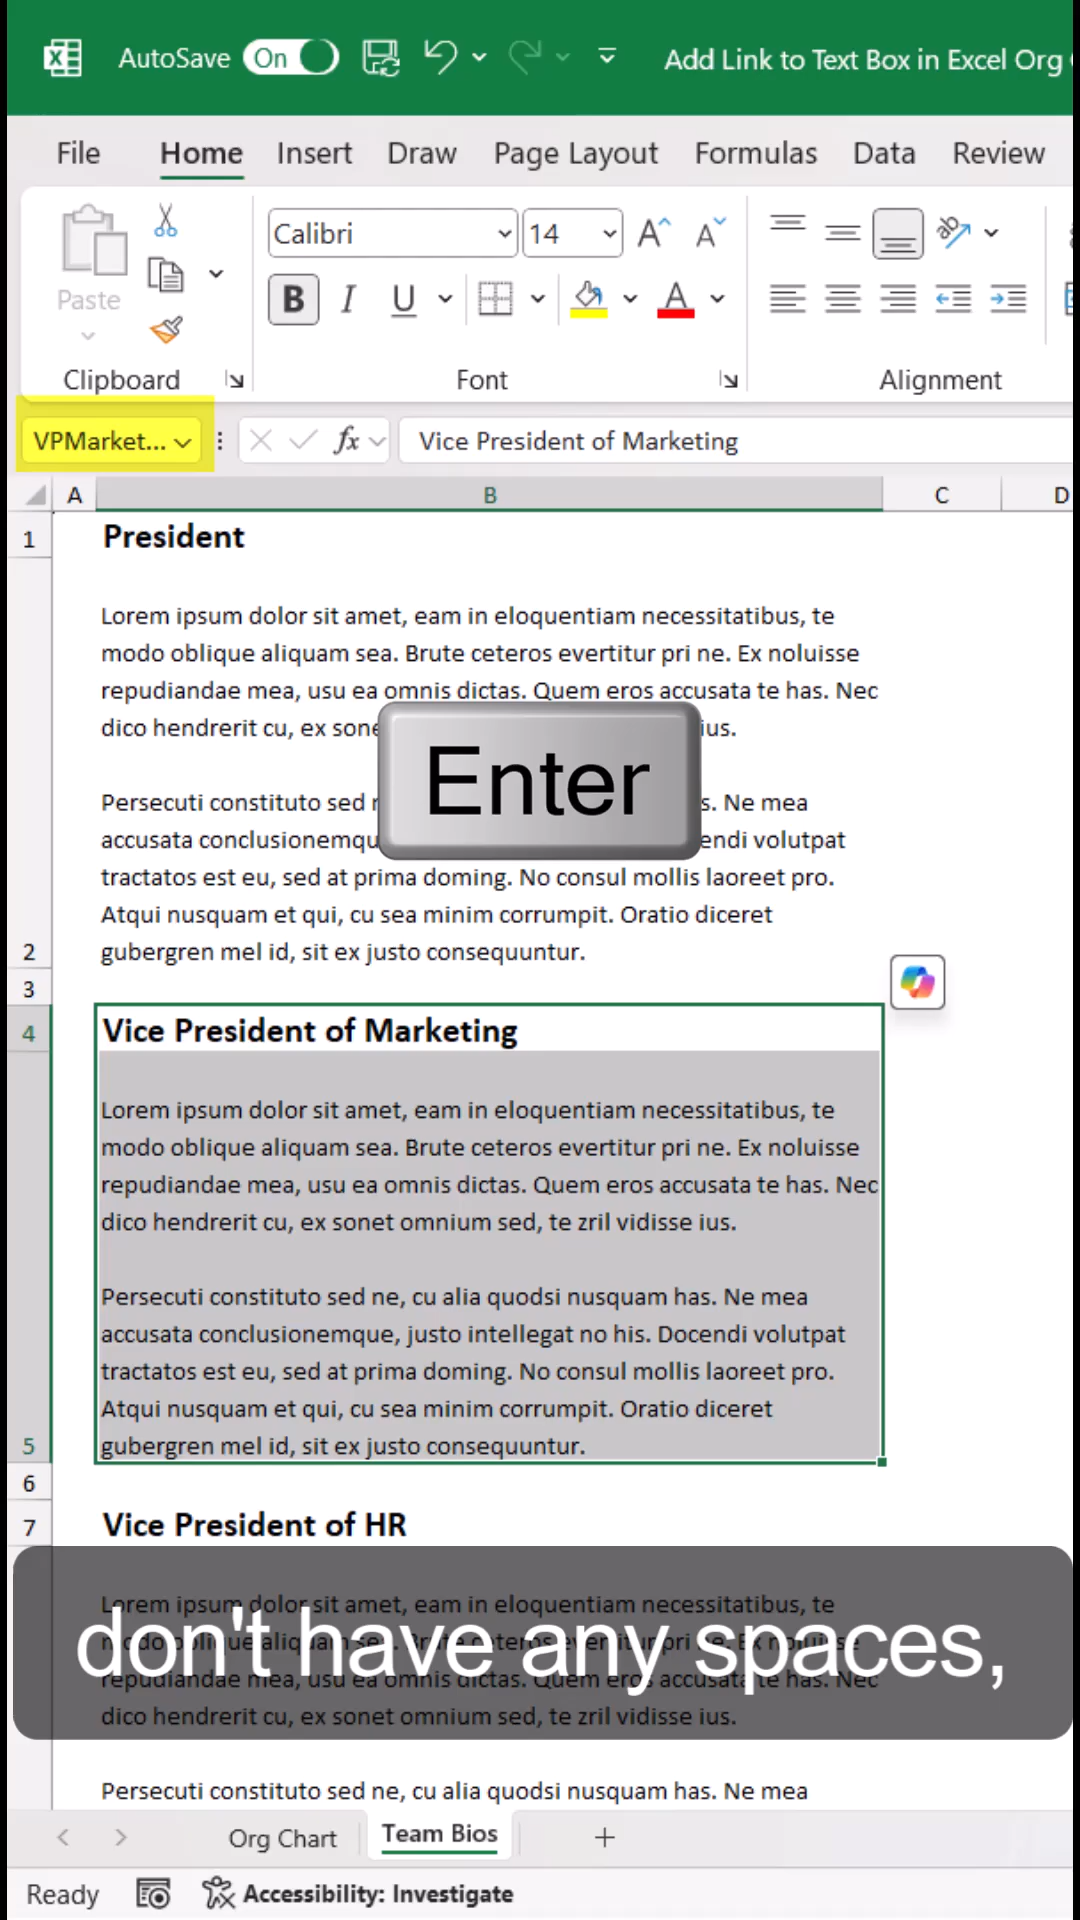 AutoSave On Add Link to Text Box in Excel Org
File Home Insert Draw Page Layout Formulas Data Review
Paste
Calibri 14
B I U A
Clipboard Font Alignment
VPMarket... fx Vice President of Marketing
A B C D
1 President
Lorem ipsum dolor sit amet, eam in eloquentiam necessitatibus, te
modo oblique aliquam sea. Brute ceteros evertitur pri ne. Ex noluisse
repudiandae mea, usu ea omnis dictas. Quem eros accusata te has. Nec
dico hendrerit cu, ex sone ius.
Enter
Persecuti constituto sed s. Ne mea
accusata conclusionemqu endi volutpat
tractatos est eu, sed at prima doming. No consul mollis laoreet pro.
Atqui nusquam et qui, cu sea minim corrumpit. Oratio diceret
2 gubergren mel id, sit ex justo consequuntur.
3
4 Vice President of Marketing
Lorem ipsum dolor sit amet, eam in eloquentiam necessitatibus, te
modo oblique aliquam sea. Brute ceteros evertitur pri ne. Ex noluisse
repudiandae mea, usu ea omnis dictas. Quem eros accusata te has. Nec
dico hendrerit cu, ex sonet omnium sed, te zril vidisse ius.
Persecuti constituto sed ne, cu alia quodsi nusquam has. Ne mea
accusata conclusionemque, justo intellegat no his. Docendi volutpat
tractatos est eu, sed at prima doming. No consul mollis laoreet pro.
Atqui nusquam et qui, cu sea minim corrumpit. Oratio diceret
5 gubergren mel id, sit ex justo consequuntur.
6
7 Vice President of HR
Lorem ipsum dolor sit amet, eam in eloquentiam necessitatibus, te
don't have any spaces,
dico hendrerit cu, ex sonet omnium sed, te zril vidisse ius.
Persecuti constituto sed ne, cu alia quodsi nusquam has. Ne mea
Org Chart Team Bios
Ready Accessibility: Investigate